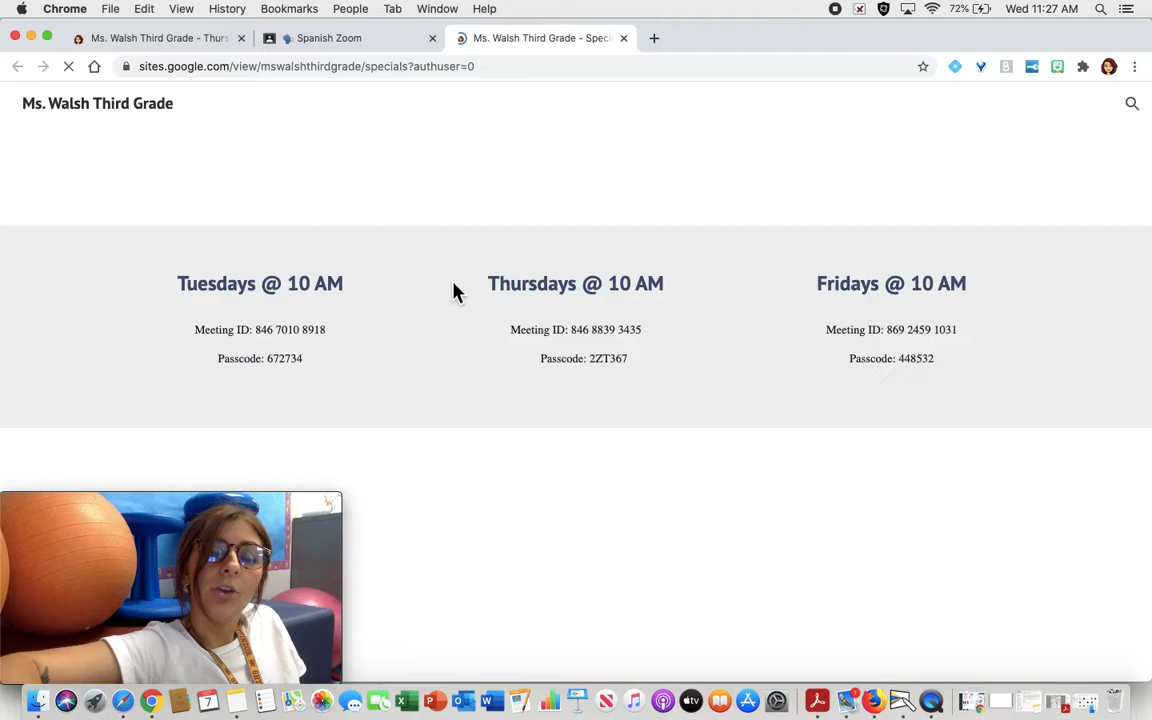 Chrome File Edit View History Bookmarks People Tab Window Help 72% Wed 11:27 AM
Ms. Walsh Third Grade - Thurs Spanish Zoom Ms. Walsh Third Grade - Speci
sites.google.com/view/mswalshthirdgrade/specials?authuser=0
Ms. Walsh Third Grade
Tuesdays @ 10 AM Thursdays @ 10 AM Fridays @ 10 AM
Meeting ID: 846 7010 8918 Meeting ID: 846 8839 3435 Meeting ID: 869 2459 1031
Passcode: 672734 Passcode: 2ZT367 Passcode: 448532